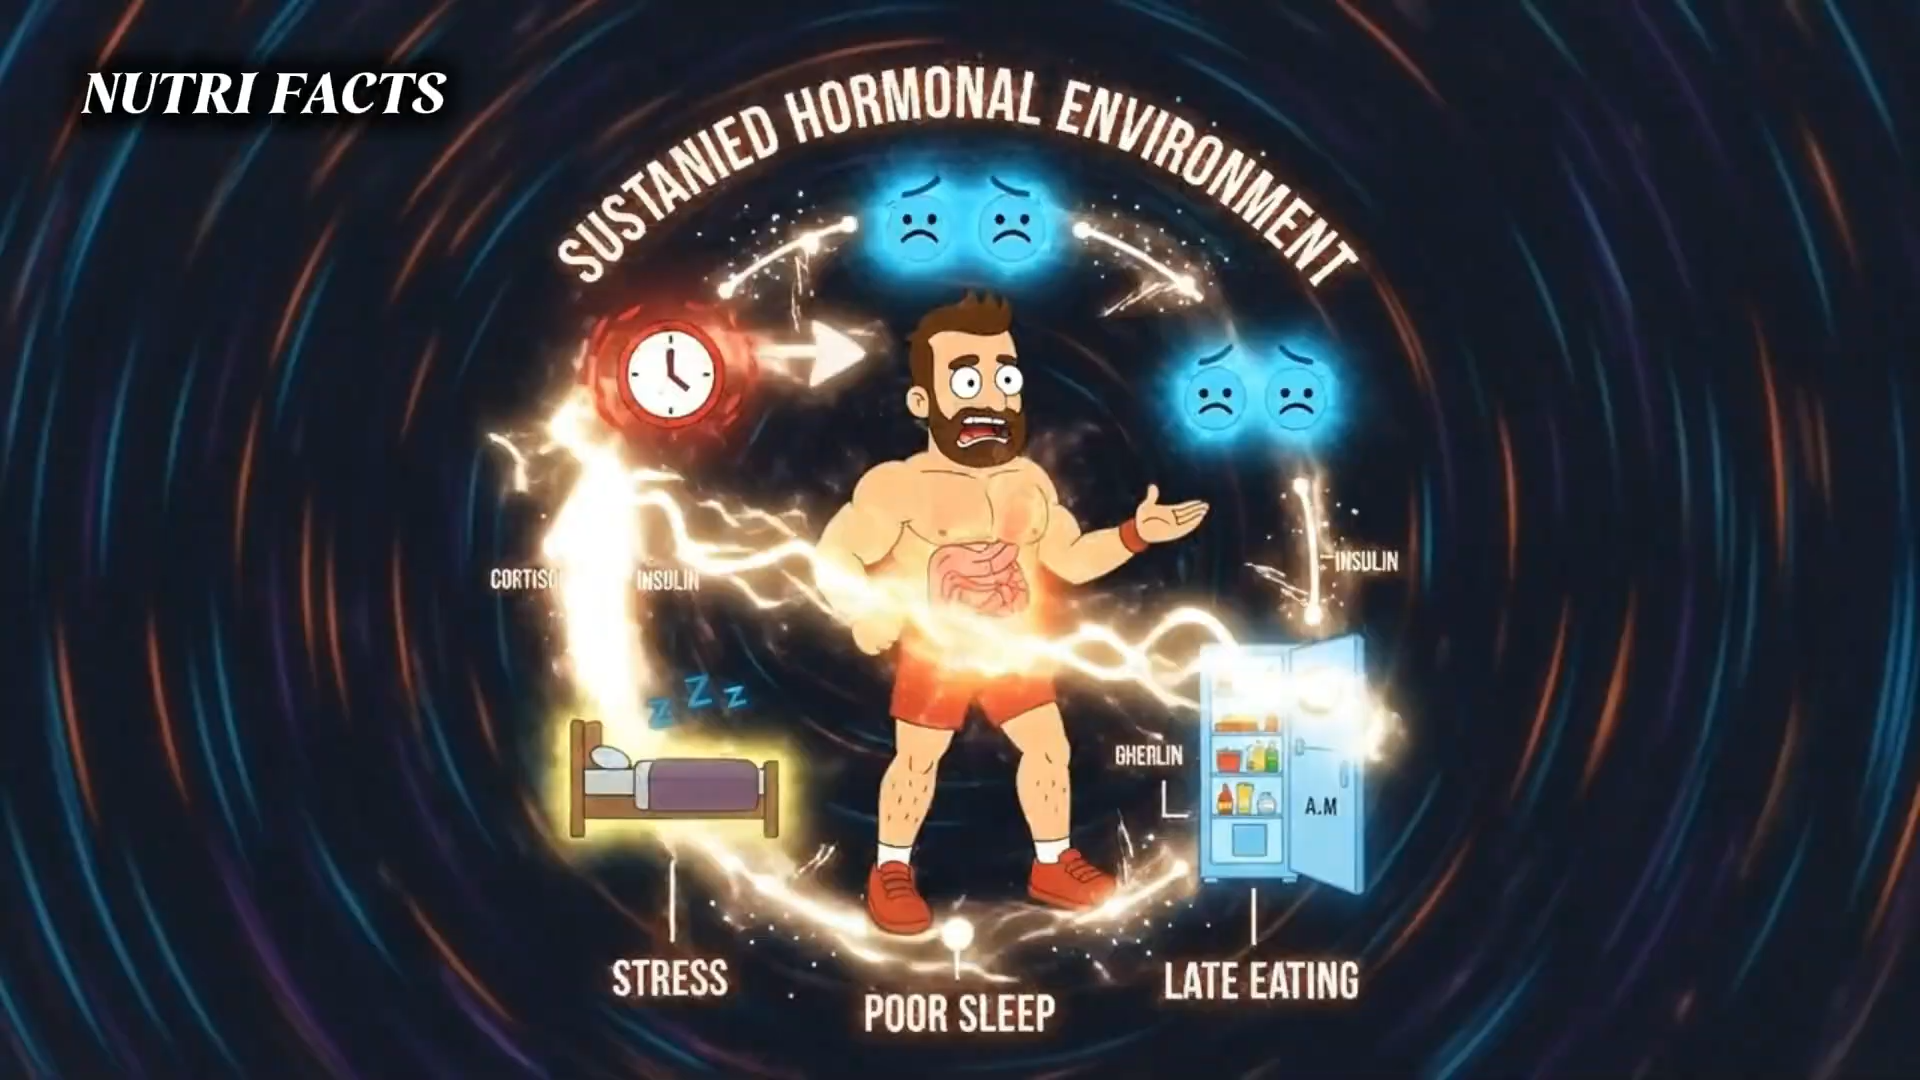 NUTRI FACTS
SUSTANIED HORMONAL ENVIRONMENT
INSULIN
INSULIN
Z Z Z
GHERLIN
A.M
STRESS
POOR SLEEP
LATE EATING